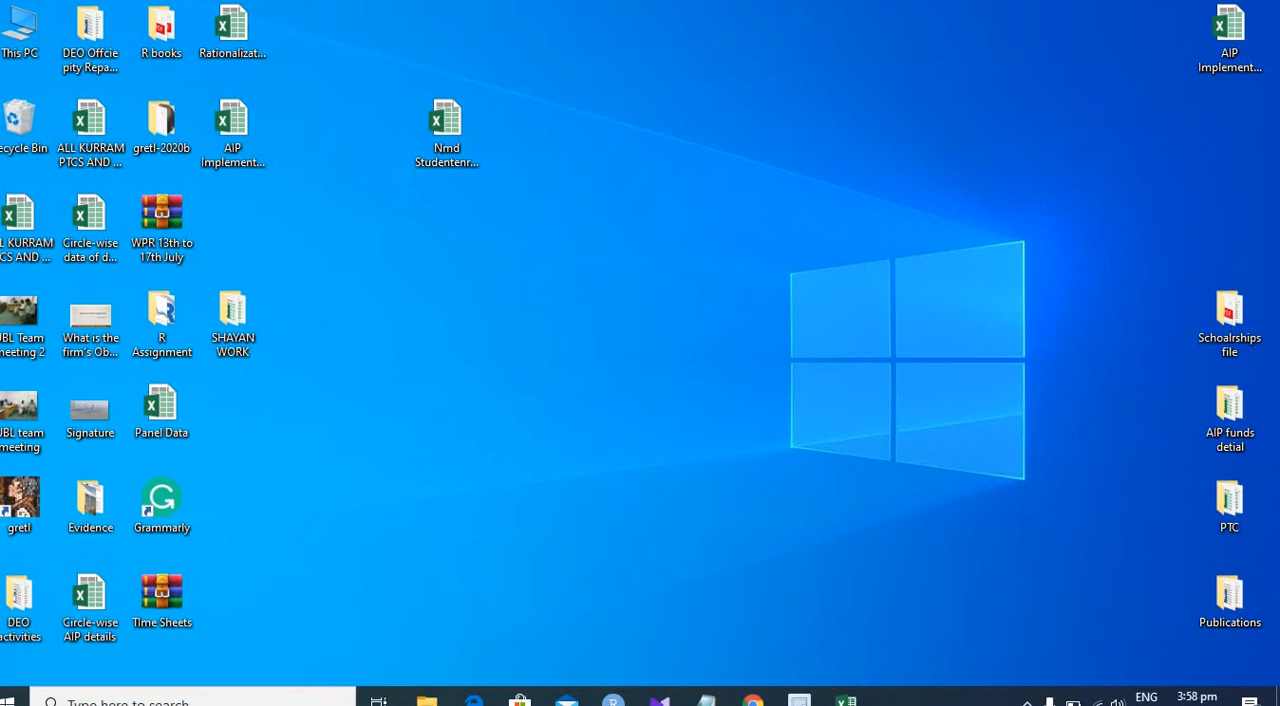 This PC
DEO Offcie
pity Repa...
R books
Rationalizat...
AIP
Implement...
ecycle Bin
ALL KURRAM
PTCS AND ...
gretl-2020b
AIP
Implement...
Nmd
Studentenr...
L KURRAM
CS AND ...
Circle-wise
data of d...
WPR 13th to
17th July
UBL Team
meeting 2
What is the
firm's Ob...
R
Assignment
SHAYAN
WORK
Schoalrships
file
UBL team
meeting
Signature
Panel Data
AIP funds
detial
gretl
Evidence
Grammarly
PTC
DEO
activities
Circle-wise
AIP details
TIme Sheets
Publications
Type here to search
ENG
3:58 pm